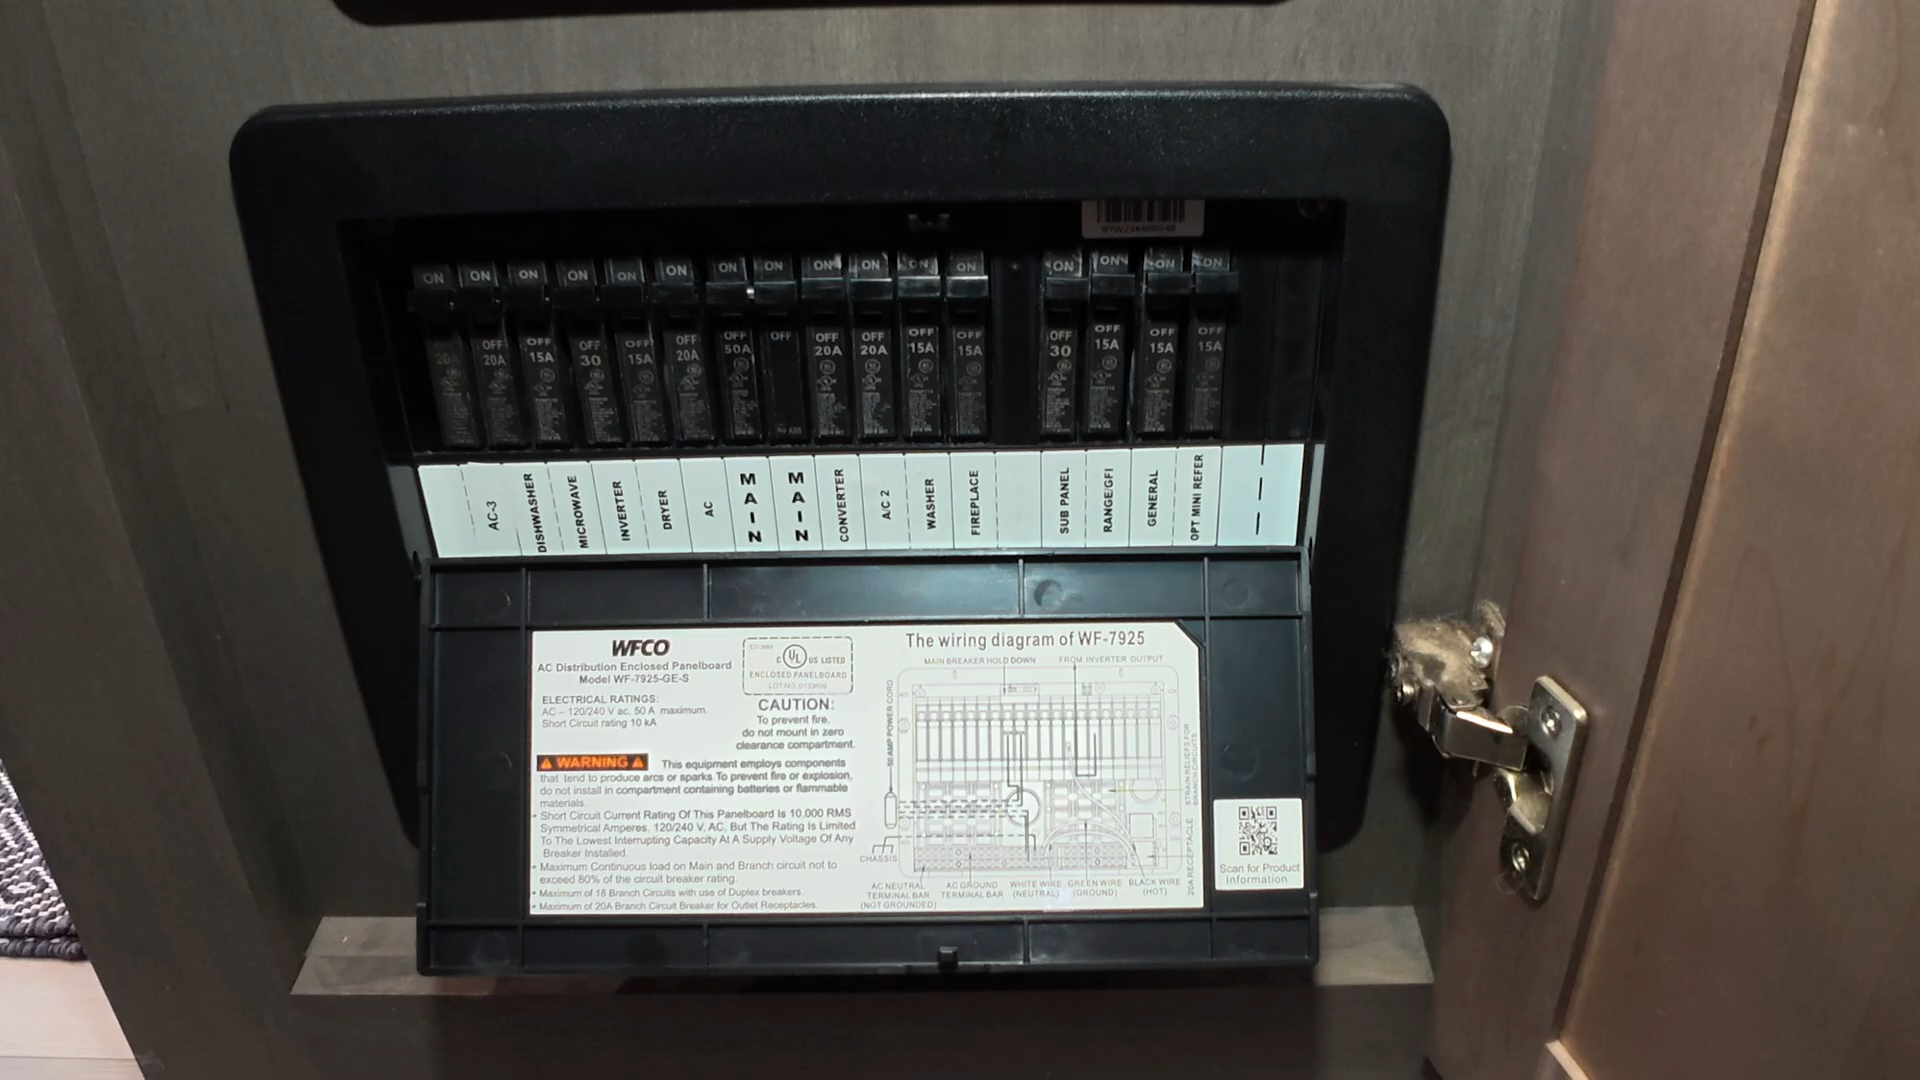 ON ON ON ON ON ON ON ON ON ON ON ON ON ON ON ON
OFF OFF OFF OFF OFF OFF OFF OFF OFF OFF OFF OFF OFF OFF OFF
20A 20A 15A 30 15A 20A 50A 20A 20A 15A 15A 30 15A 15A 15A
AC-3
DISHWASHER
MICROWAVE
INVERTER
DRYER
AC
MAIN
MAIN
CONVERTER
A/C 2
WASHER
FIREPLACE
SUB PANEL
RANGE/GFI
GENERAL
OPT MINI REFER
WFCO
AC Distribution Enclosed Panelboard
Model WF-7925-GE-S
ELECTRICAL RATINGS:
AC – 120/240 V ac, 50 A maximum.
Short Circuit rating 10 kA
C UL US LISTED
ENCLOSED PANELBOARD
CAUTION:
To prevent fire,
do not mount in zero
clearance compartment.
WARNING This equipment employs components
that tend to produce arcs or sparks To prevent fire or explosion,
do not install in compartment containing batteries or flammable
materials.
• Short Circuit Current Rating Of This Panelboard Is 10,000 RMS
Symmetrical Amperes, 120/240 V, AC, But The Rating Is Limited
To The Lowest Interrupting Capacity At A Supply Voltage Of Any
Breaker Installed.
• Maximum Continuous load on Main and Branch circuit not to
exceed 80% of the circuit breaker rating.
• Maximum of 18 Branch Circuits with use of Duplex breakers.
• Maximum of 20A Branch Circuit Breaker for Outlet Receptacles.
The wiring diagram of WF-7925
MAIN BREAKER HOLD DOWN
FROM INVERTER OUTPUT
50 AMP POWER CORD
STRAIN RELIEFS FOR
BRANCH CIRCUITS
20A RECEPTACLE
CHASSIS
AC NEUTRAL
TERMINAL BAR
(NOT GROUNDED)
AC GROUND
TERMINAL BAR
WHITE WIRE
(NEUTRAL)
GREEN WIRE
(GROUND)
BLACK WIRE
(HOT)
Scan for Product
Information